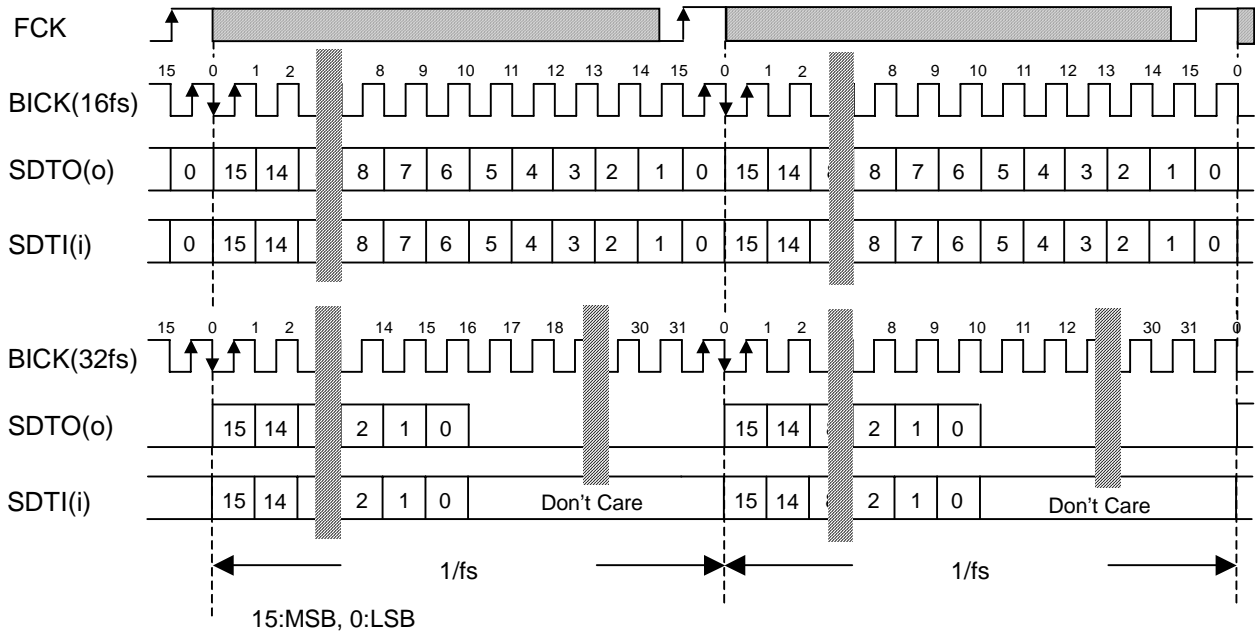 FCK
15 0 1 2 8 9 10 11 12 13 14 15 0 1 2 8 9 10 11 12 13 14 15 0
BICK(16fs)
SDTO(o) 0 15 14 8 7 6 5 4 3 2 1 0 15 14 8 7 6 5 4 3 2 1 0
SDTI(i) 0 15 14 8 7 6 5 4 3 2 1 0 15 14 8 7 6 5 4 3 2 1 0
15 0 1 2 14 15 16 17 18 30 31 0 1 2 8 9 10 11 12 30 31 0
BICK(32fs)
SDTO(o) 15 14 2 1 0 15 14 2 1 0
SDTI(i) 15 14 2 1 0 Don't Care 15 14 2 1 0 Don't Care
1/fs 1/fs
15:MSB, 0:LSB